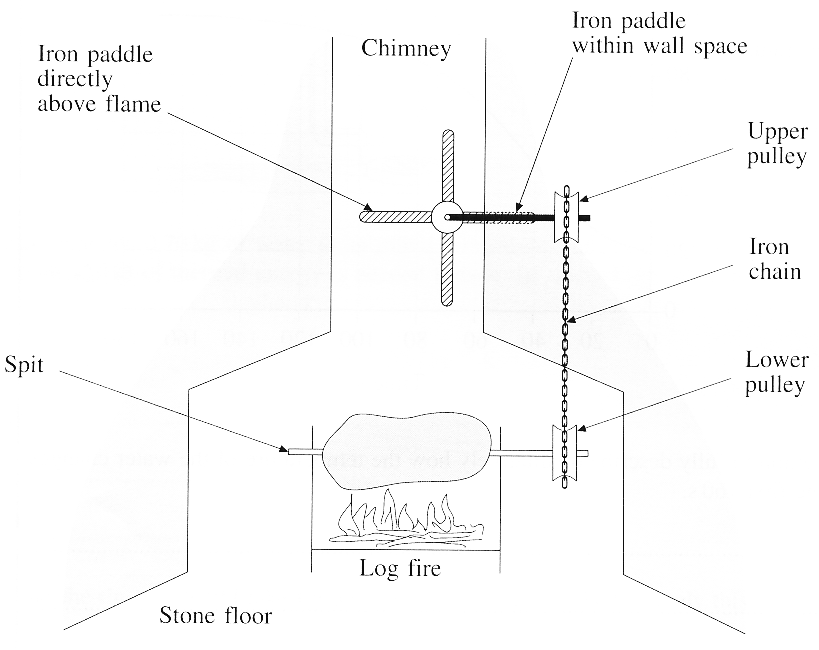 Iron paddle
directly
above flame
Chimney
Iron paddle
within wall space
Upper
pulley
Iron
chain
Spit
Lower
pulley
Log fire
Stone floor